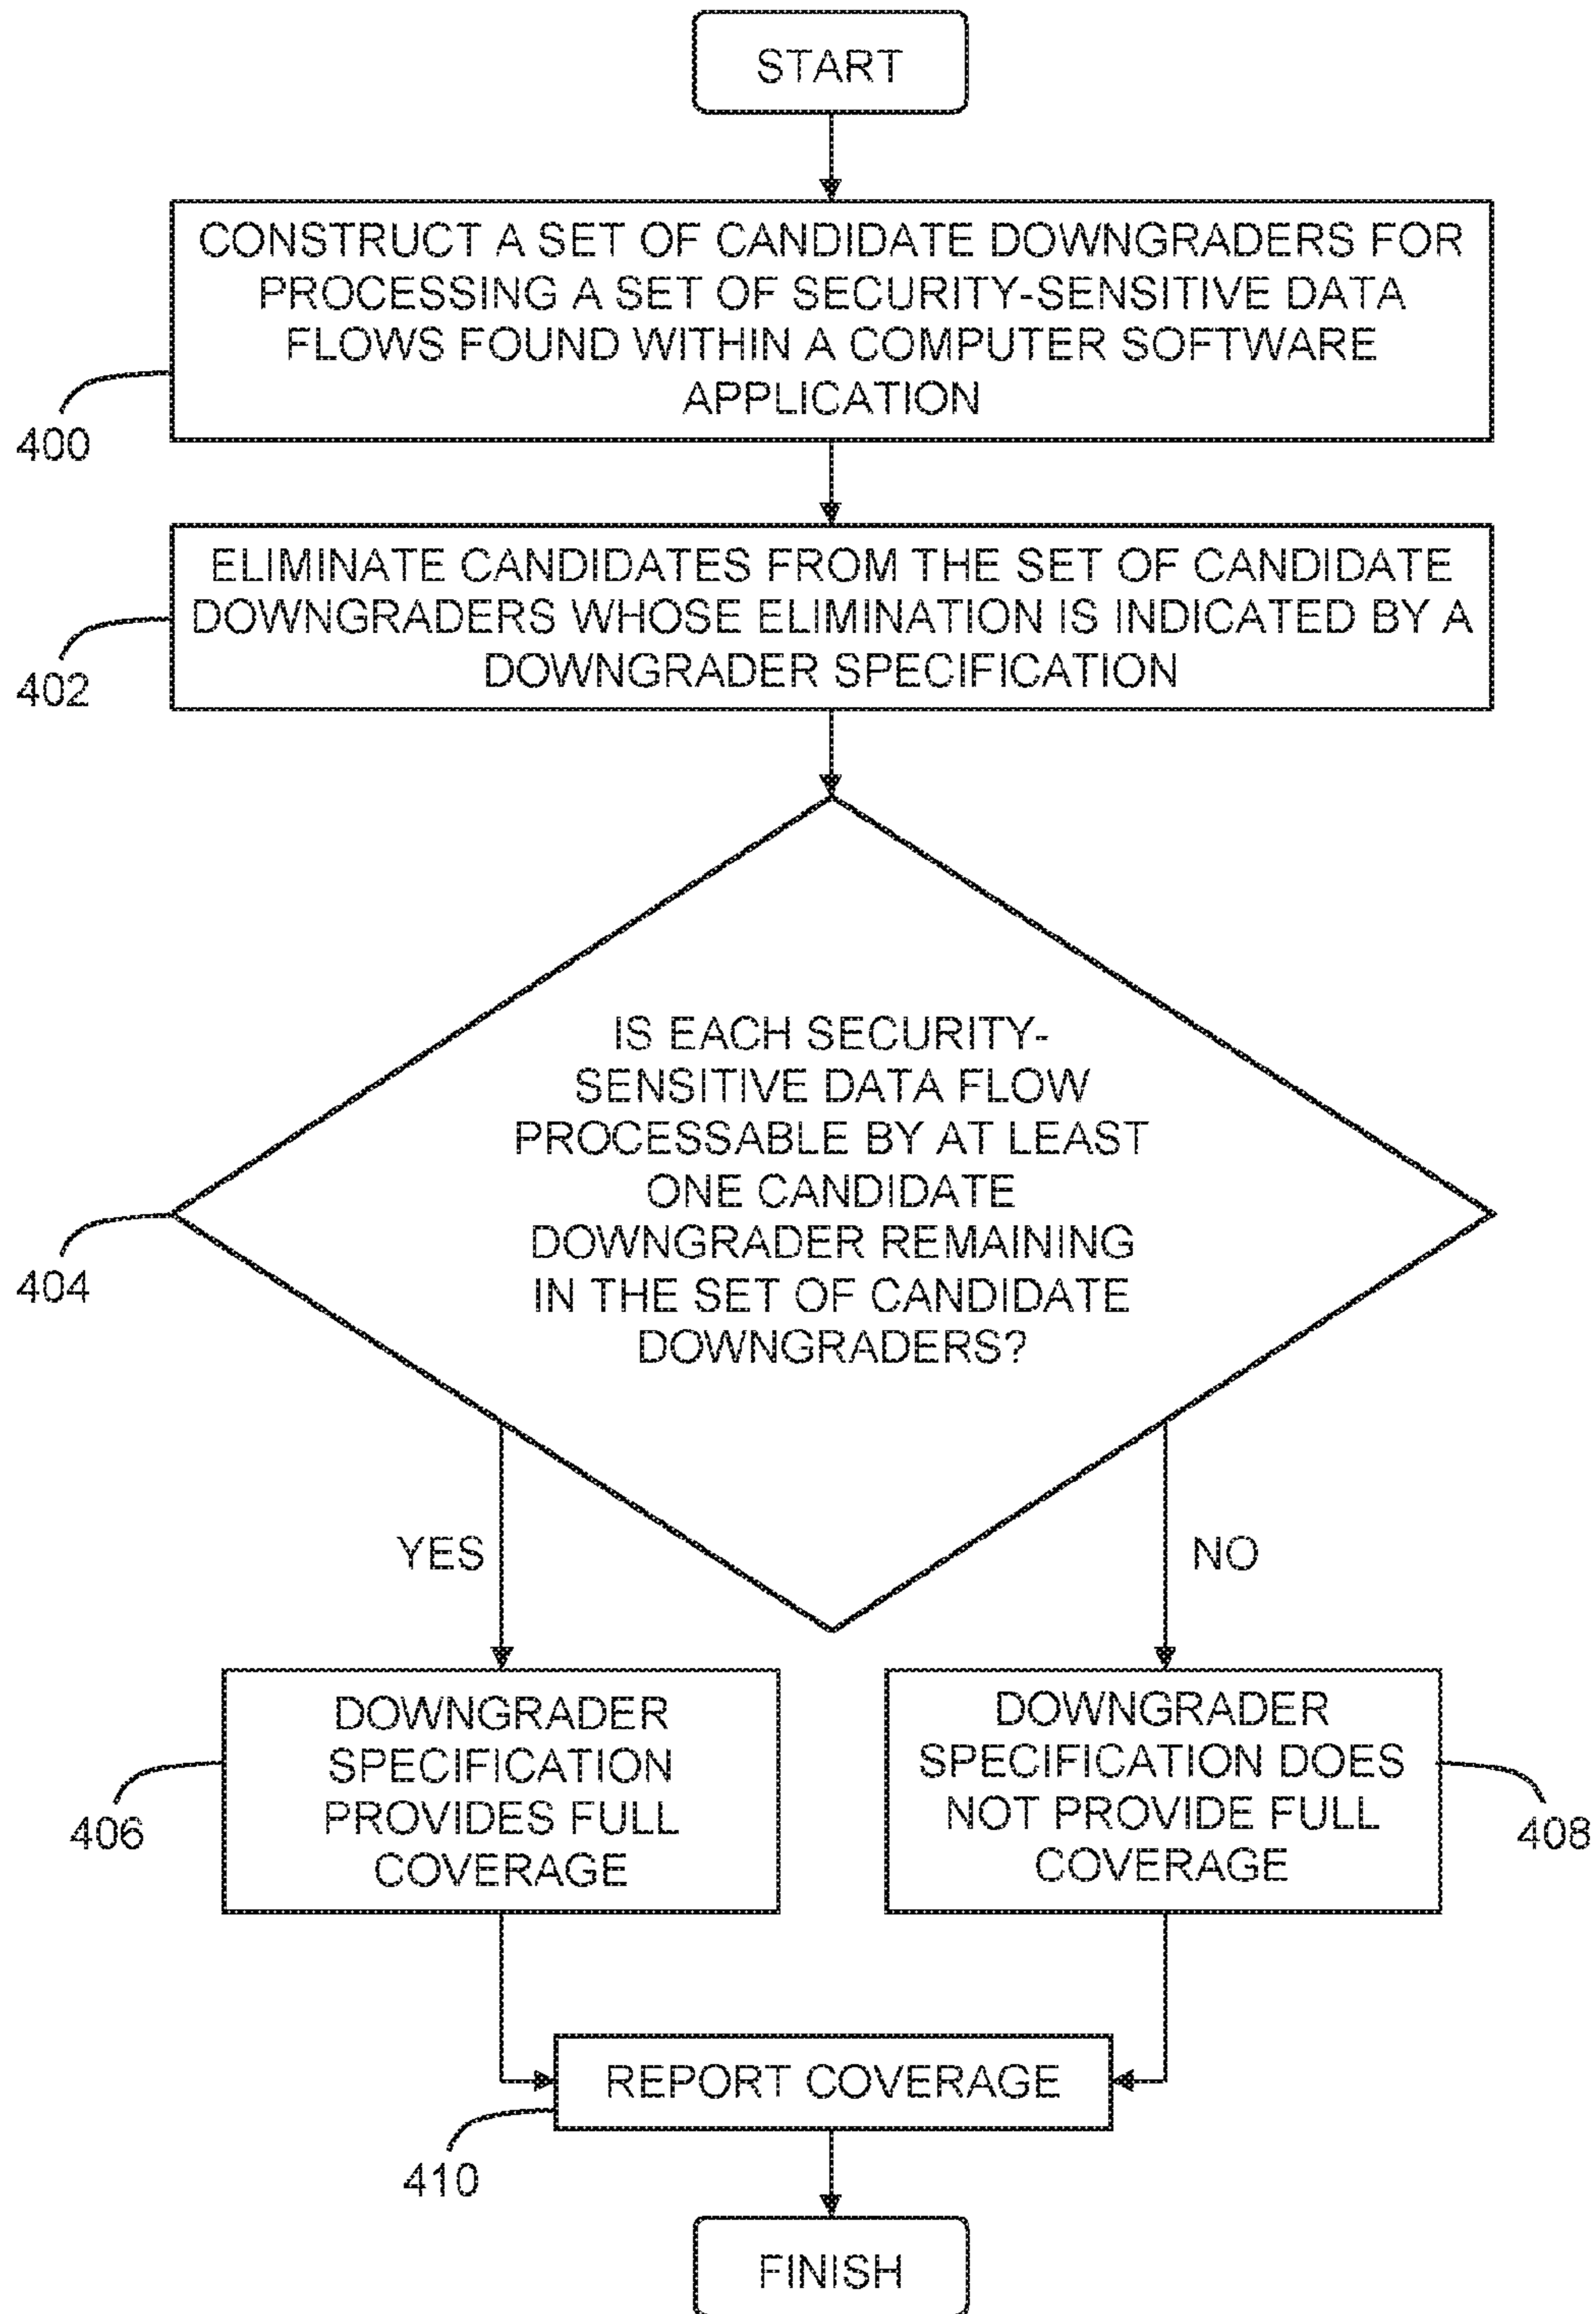 START
CONSTRUCT A SET OF CANDIDATE DOWNGRADERS FOR
PROCESSING A SET OF SECURITY-SENSITIVE DATA
FLOWS FOUND WITHIN A COMPUTER SOFTWARE
APPLICATION
400
ELIMINATE CANDIDATES FROM THE SET OF CANDIDATE
DOWNGRADERS WHOSE ELIMINATION IS INDICATED BY A
DOWNGRADER SPECIFICATION
402
IS EACH SECURITY-
SENSITIVE DATA FLOW
PROCESSABLE BY AT LEAST
ONE CANDIDATE
DOWNGRADER REMAINING
IN THE SET OF CANDIDATE
DOWNGRADERS?
404
YES
NO
DOWNGRADER
SPECIFICATION
PROVIDES FULL
COVERAGE
406
DOWNGRADER
SPECIFICATION DOES
NOT PROVIDE FULL
COVERAGE
408
REPORT COVERAGE
410
FINISH